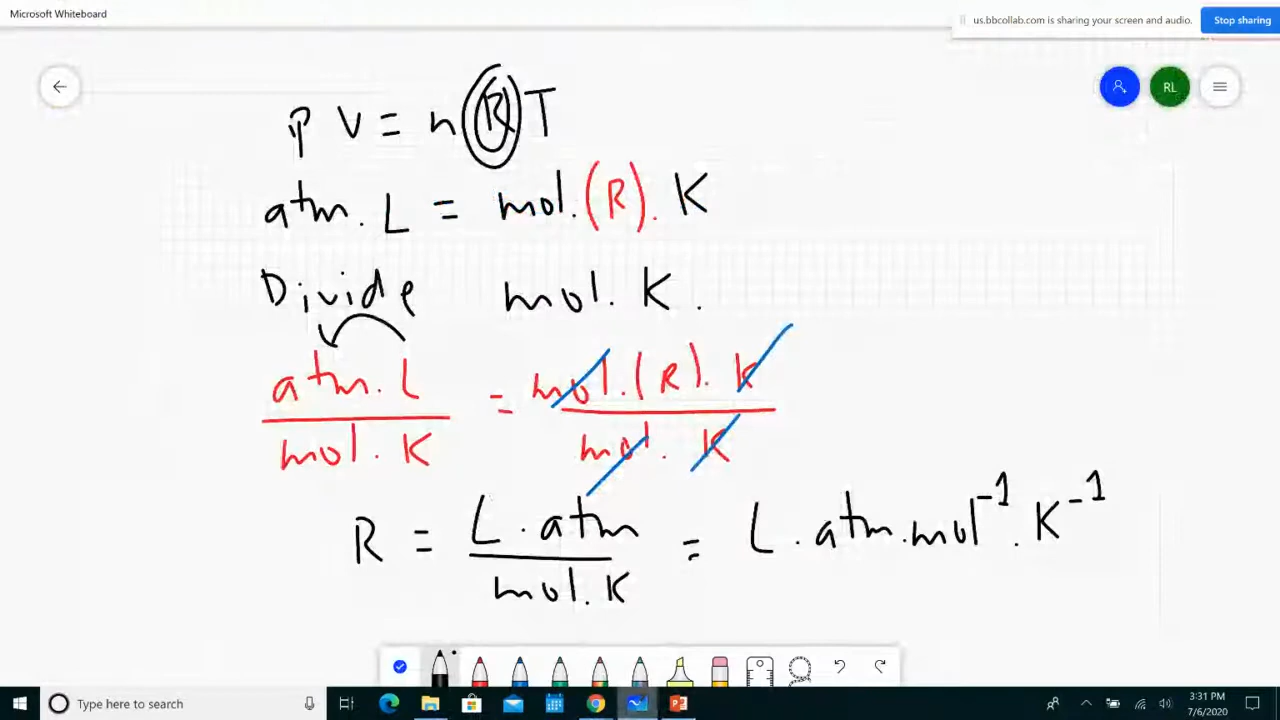 Microsoft Whiteboard
us.bbcollab.com is sharing your screen and audio. Stop sharing
RL
PV = nRT
atm. L = mol.(R). K
Divide mol. K.
atm. L / mol. K = mol.(R). K / mol. K
R = L. atm / mol. K = L. atm. mol⁻¹. K⁻¹
Type here to search
3:31 PM
7/6/2020